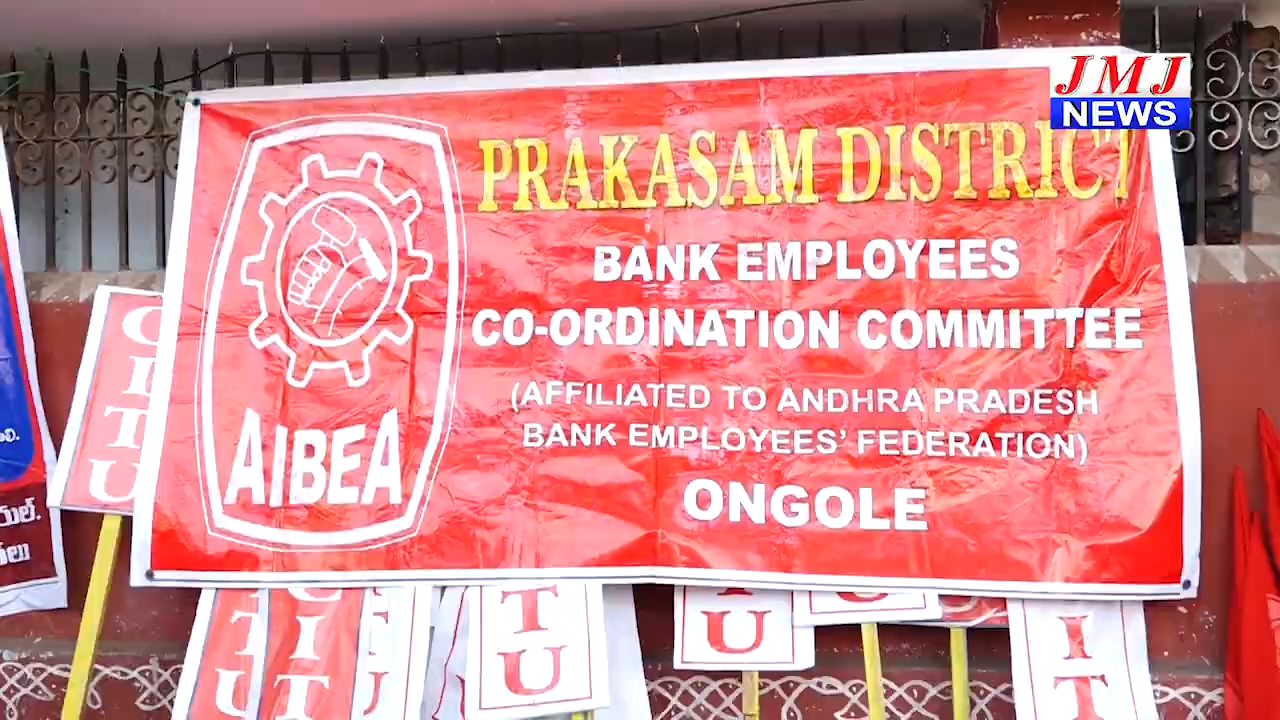 JMJ
NEWS
PRAKASAM DISTRICT
BANK EMPLOYEES
CO-ORDINATION COMMITTEE
(AFFILIATED TO ANDHRA PRADESH
BANK EMPLOYEES' FEDERATION)
ONGOLE
AIBEA
C
I
T
U
T
U
C
I
T
T
U
U
I
T